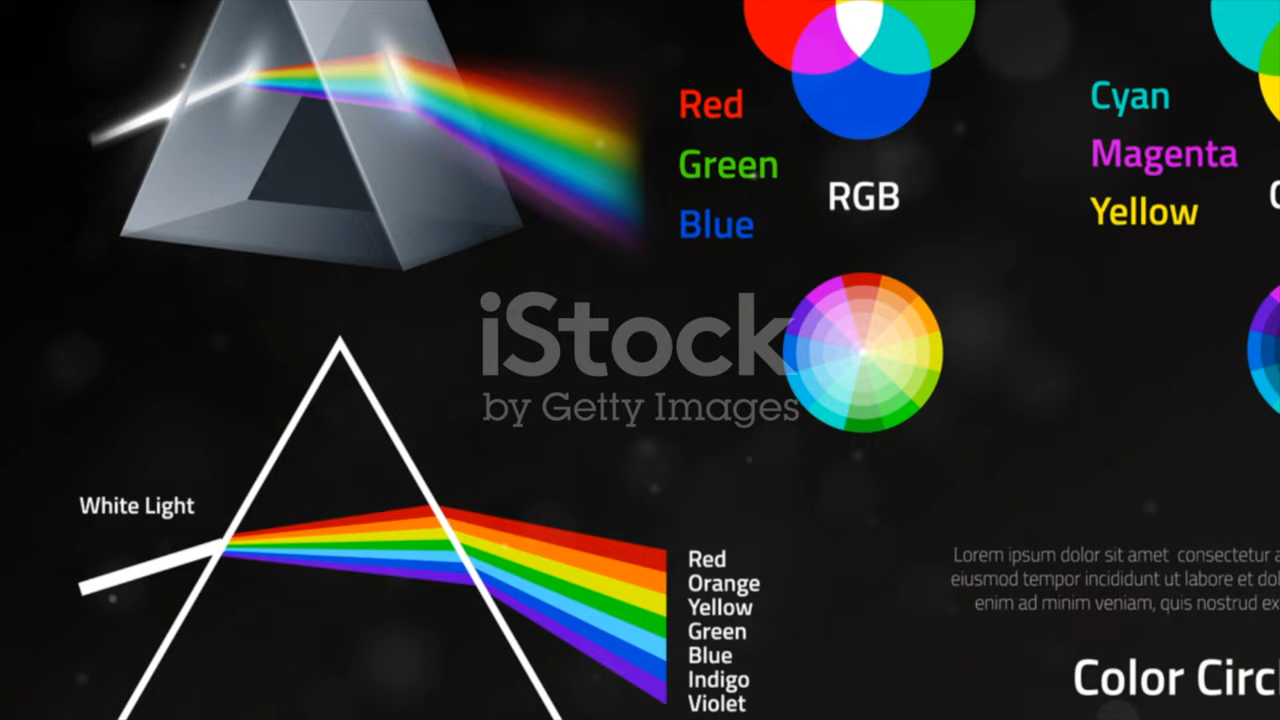 Red
Green
Blue
RGB
Cyan
Magenta
Yellow
iStock
by Getty Images
White Light
Red
Orange
Yellow
Green
Blue
Indigo
Violet
Lorem ipsum dolor sit amet consectetur
eiusmod tempor incididunt ut labore et
enim ad minim veniam, quis nostrud
Color